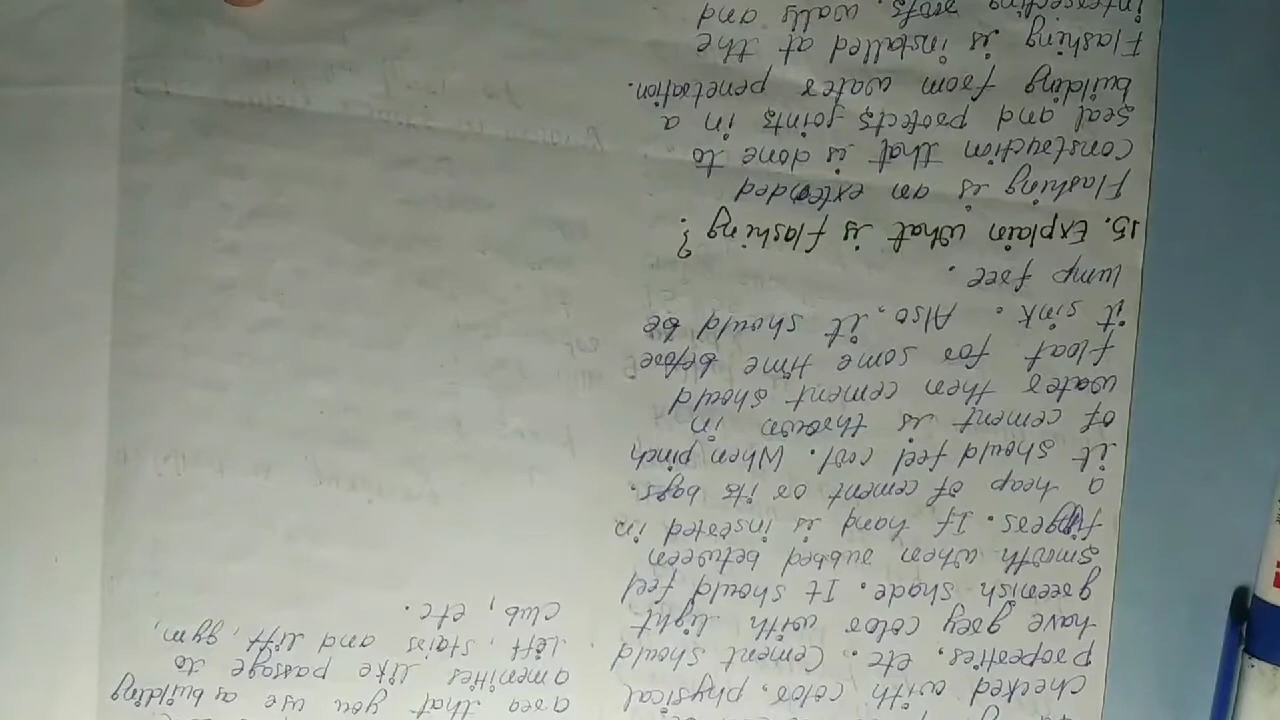 checked with color, physical
properties, etc.. Cement should
have grey color with light
greenish shade. It should feel
smooth when rubbed between
fingers. If hand is inserted in
a heap of cement or its bags.
it should feel cool. When pinch
of cement is thrown in
water then cement should
float for some time before
it sink. Also, it should be
lump free.
15. Explain what is flashing?
Flashing is an extended
construction that is done to
seal and protects joints in a
building from water penetration.
Flashing is installed at the
intersecting roofs, walls and
area that you use as building
amenities like passage to
left, stairs and lift, gym,
club, etc.